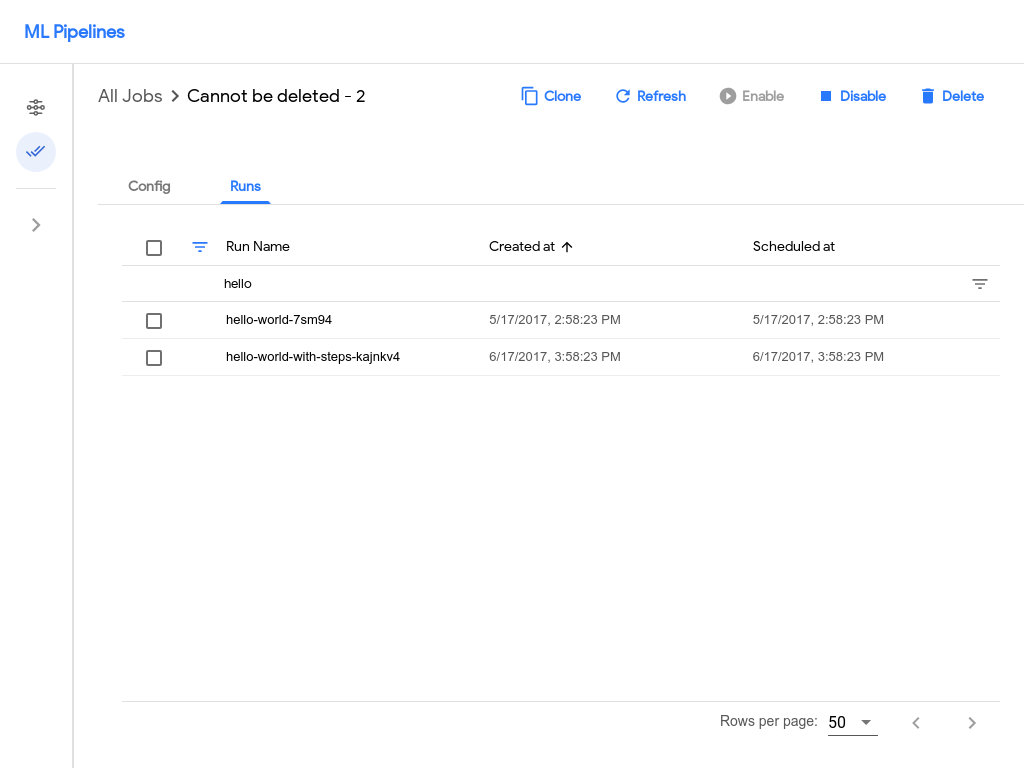 ML Pipelines
All Jobs > Cannot be deleted - 2
Clone Refresh Enable Disable Delete
Config Runs
Run Name Created at Scheduled at
hello
hello-world-7sm94 5/17/2017, 2:58:23 PM 5/17/2017, 2:58:23 PM
hello-world-with-steps-kajnkv4 6/17/2017, 3:58:23 PM 6/17/2017, 3:58:23 PM
Rows per page: 50